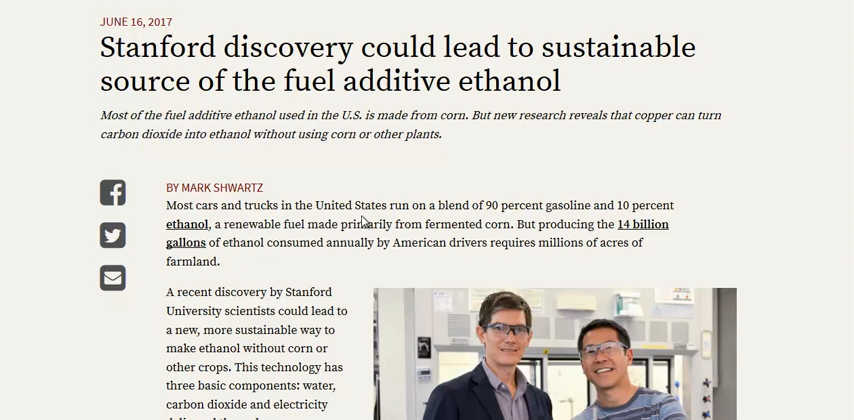 JUNE 16, 2017
Stanford discovery could lead to sustainable
source of the fuel additive ethanol
Most of the fuel additive ethanol used in the U.S. is made from corn. But new research reveals that copper can turn
carbon dioxide into ethanol without using corn or other plants.
BY MARK SHWARTZ
Most cars and trucks in the United States run on a blend of 90 percent gasoline and 10 percent
ethanol, a renewable fuel made primarily from fermented corn. But producing the 14 billion
gallons of ethanol consumed annually by American drivers requires millions of acres of
farmland.
A recent discovery by Stanford
University scientists could lead to
a new, more sustainable way to
make ethanol without corn or
other crops. This technology has
three basic components: water,
carbon dioxide and electricity